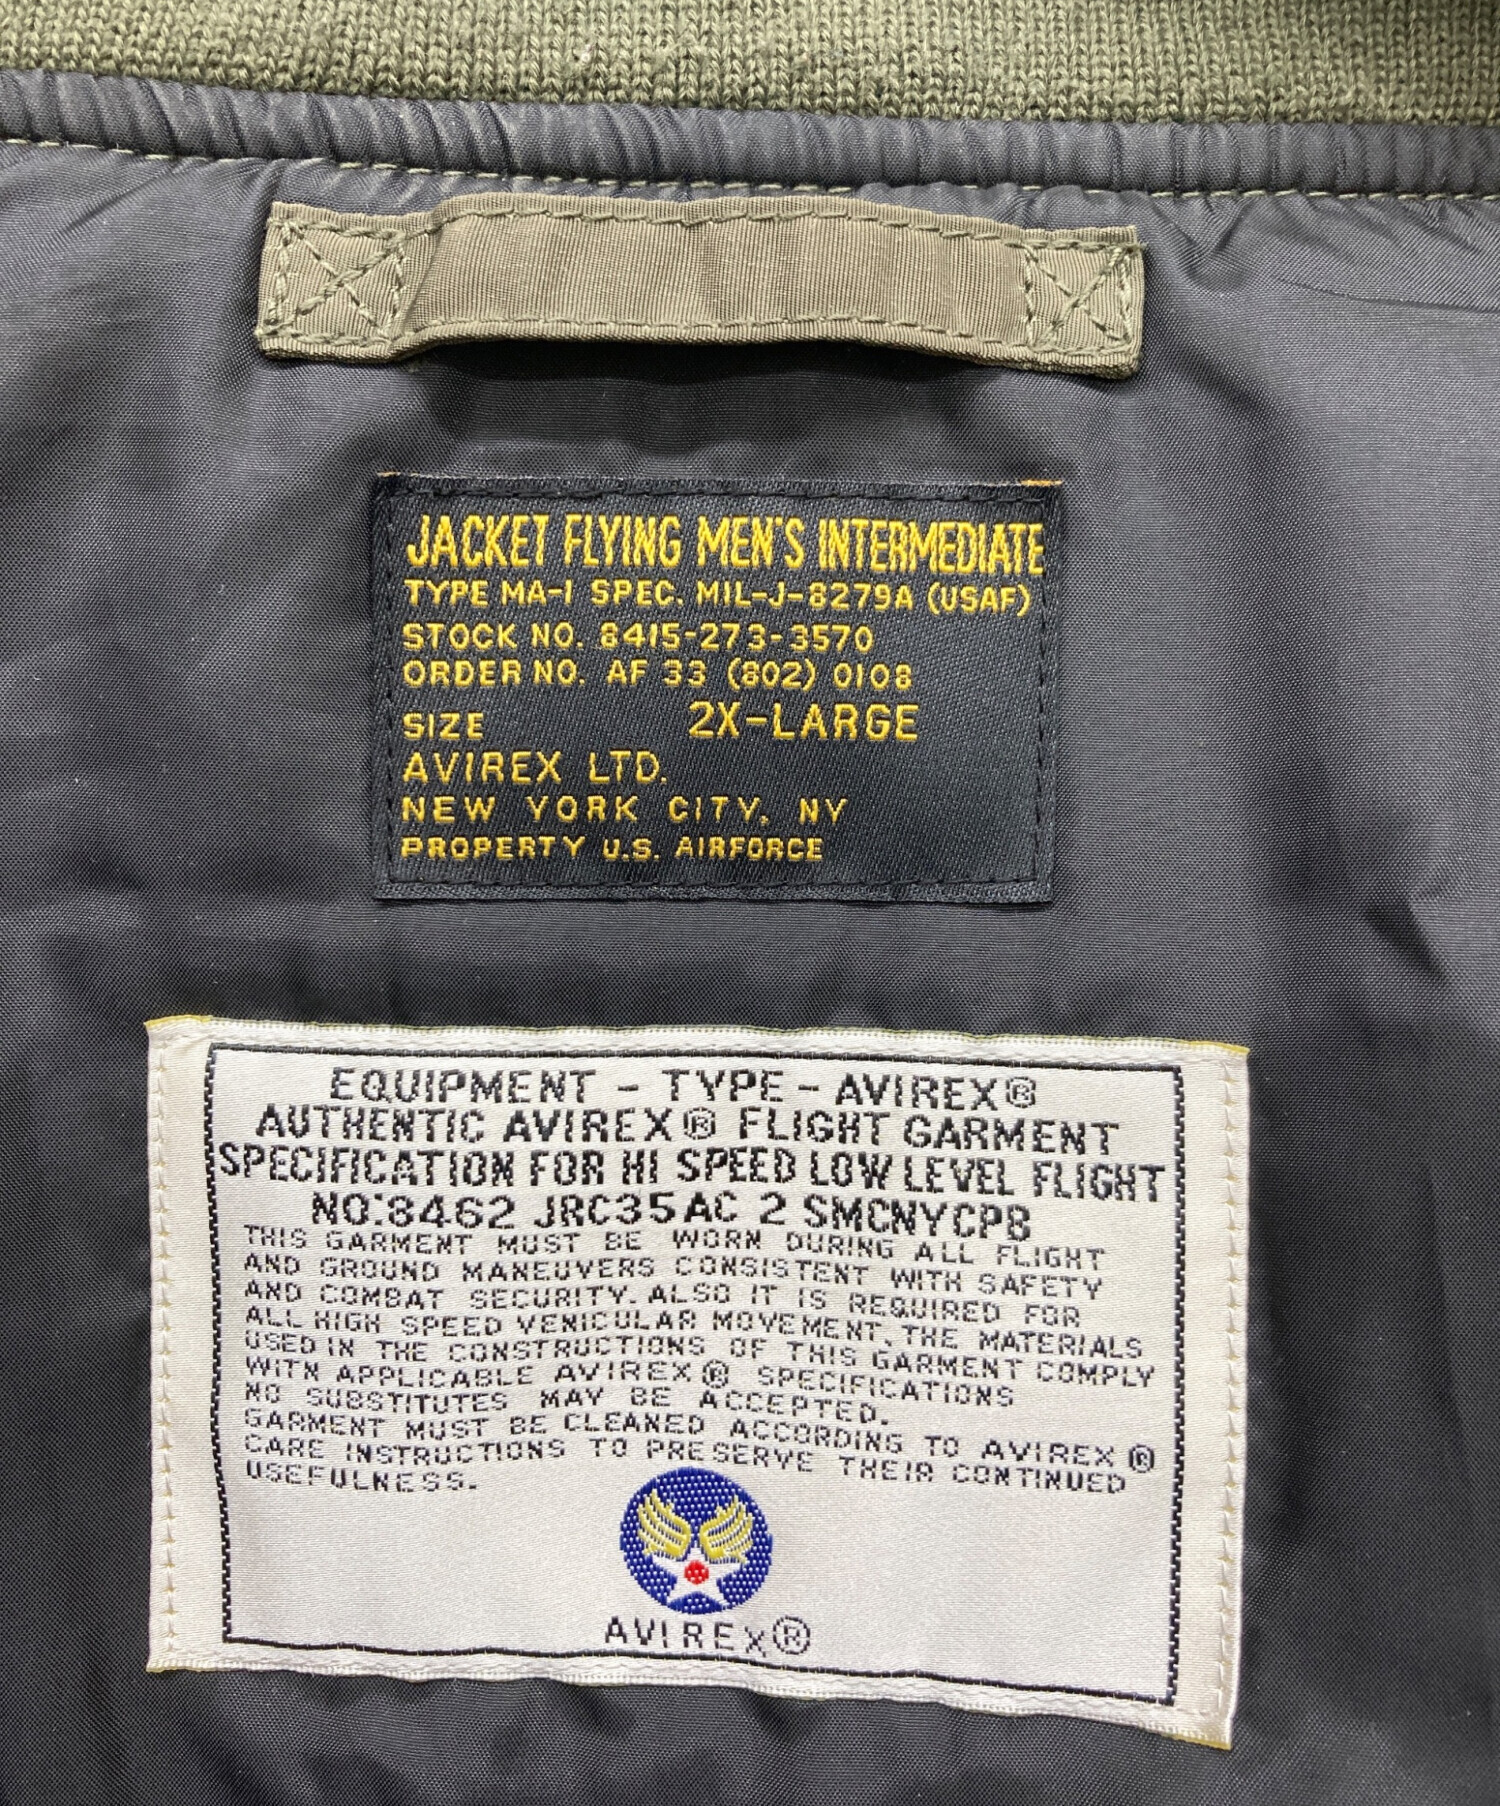 JACKET FLYING MEN'S INTERMEDIATE
TYPE MA-1 SPEC. MIL-J-8279A (USAF)
STOCK NO. 8415-273-3570
ORDER NO. AF 33 (802) 0108
SIZE 2X-LARGE
AVIREX LTD.
NEW YORK CITY, NY
PROPERTY U.S. AIRFORCE
EQUIPMENT - TYPE - AVIREX®
AUTHENTIC AVIREX® FLIGHT GARMENT
SPECIFICATION FOR HI SPEED LOW LEVEL FLIGHT
NO:8462 JRC35AC 2 SMCNYCPB
THIS GARMENT MUST BE WORN DURING ALL FLIGHT
AND GROUND MANEUVERS CONSISTENT WITH SAFETY
AND COMBAT SECURITY. ALSO IT IS REQUIRED FOR
ALL HIGH SPEED VENICULAR MOVEMENT, THE MATERIALS
USED IN THE CONSTRUCTIONS OF THIS GARMENT COMPLY
WITH APPLICABLE AVIREX® SPECIFICATIONS
NO SUBSTITUTES MAY BE ACCEPTED.
GARMENT MUST BE CLEANED ACCORDING TO AVIREX®
CARE INSTRUCTIONS TO PRESERVE THEIR CONTINUED
USEFULNESS.
AVIREX®